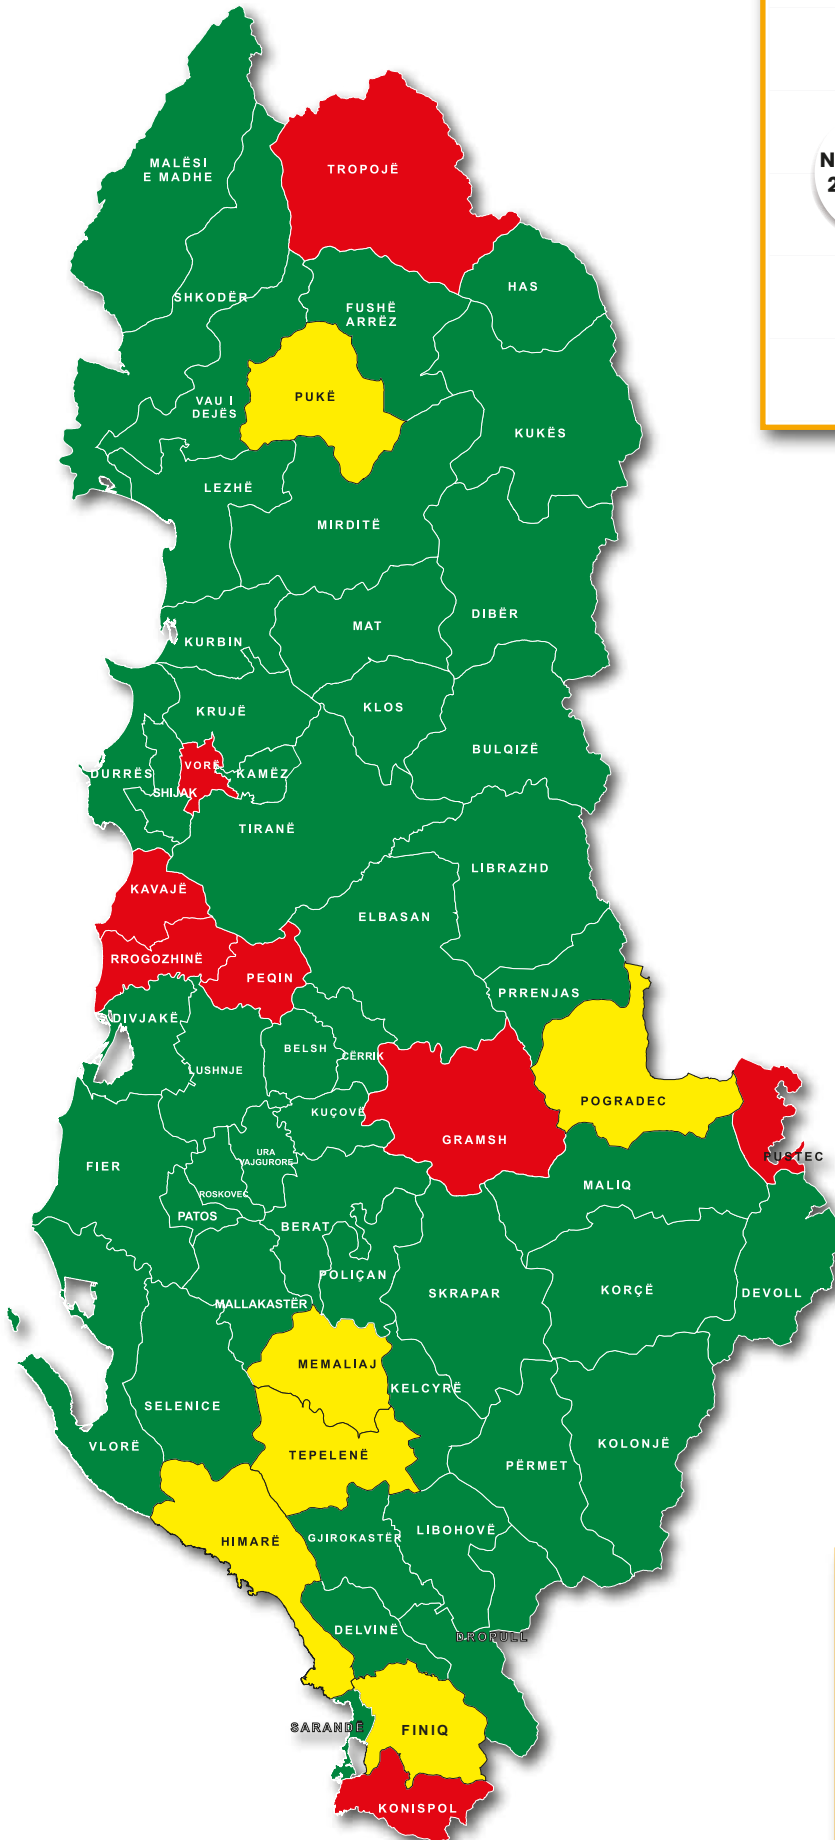 MALËSI
E MADHE
TROPOJË
N
2
HAS
SHKODËR
FUSHË
ARRËZ
PUKË
VAU I
DEJËS
KUKËS
LEZHË
MIRDITË
DIBËR
MAT
KURBIN
KLOS
KRUJË
BULQIZË
VORË
DURRËS
KAMËZ
SHIJAK
TIRANË
LIBRAZHD
KAVAJË
ELBASAN
RROGOZHINË
PEQIN
PRRENJAS
DIVJAKË
BELSH
CËRRIK
LUSHNJE
POGRADEC
KUÇOVË
GRAMSH
URA
VAJGURORE
PUSTEC
FIER
MALIQ
ROSKOVEC
PATOS
BERAT
POLIÇAN
KORÇË
SKRAPAR
DEVOLL
MALLAKASTËR
MEMALIAJ
KELCYRË
SELENICE
VLORË
KOLONJË
TEPELENË
PËRMET
LIBOHOVË
GJIROKASTËR
HIMARË
DELVINË
DROPULL
SARANDË
FINIQ
KONISPOL